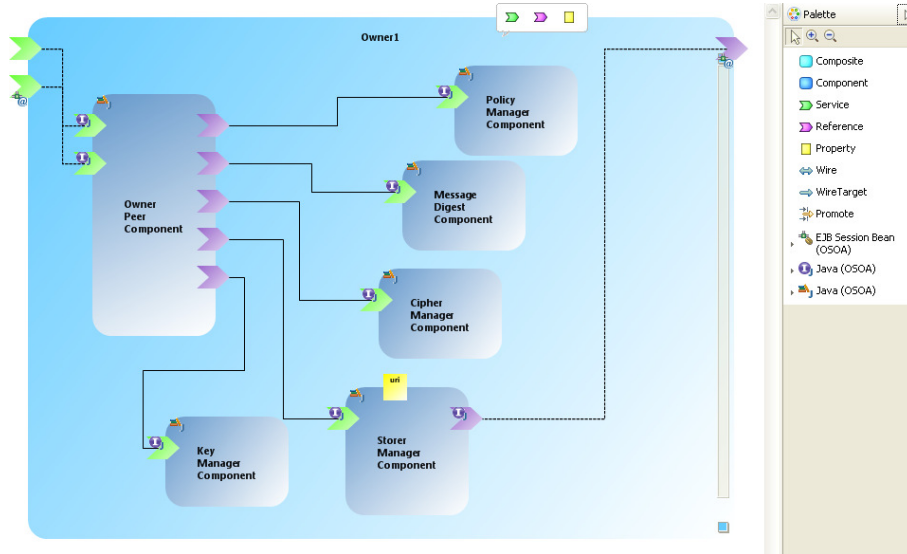 Owner1
Policy
Manager
Component
Message
Digest
Component
Owner
Peer
Component
Cipher
Manager
Component
uri
Storer
Manager
Component
Key
Manager
Component
Palette
Composite
Component
Service
Reference
Property
Wire
WireTarget
Promote
EJB Session Bean
(OSOA)
Java (OSOA)
Java (OSOA)